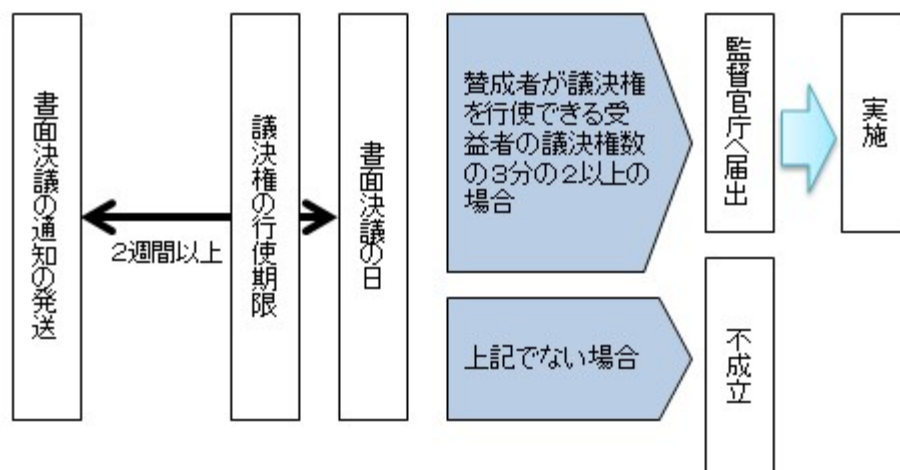 書面決議の通知の発送
2週間以上
議決権の行使期限
書面決議の日
賛成者が議決権
を行使できる受
益者の議決権数
の3分の2以上の
場合
監督官庁へ届出
実施
上記でない場合
不成立